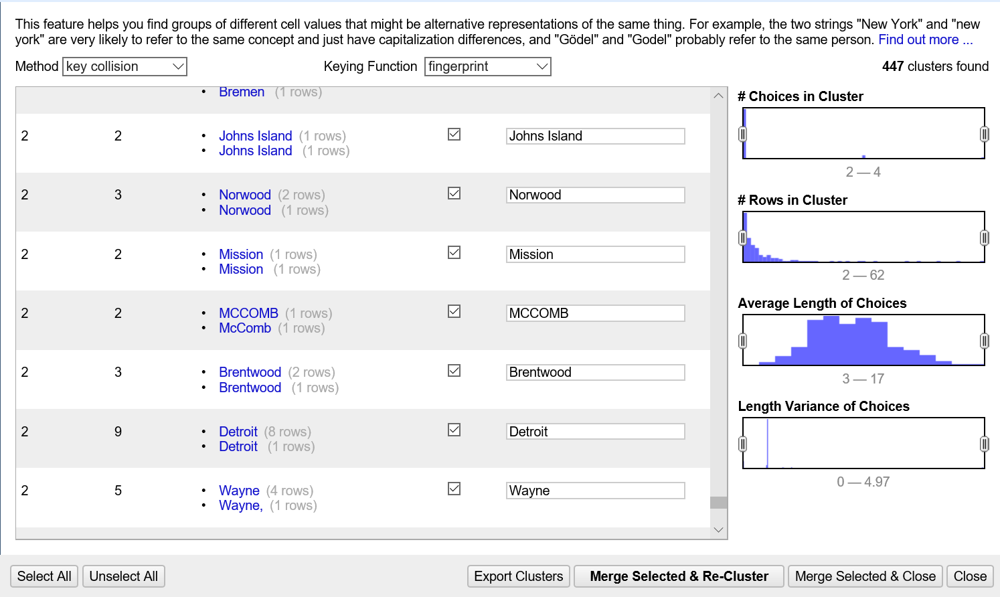 This feature helps you find groups of different cell values that might be alternative representations of the same thing. For example, the two strings "New York" and "new
york" are very likely to refer to the same concept and just have capitalization differences, and "Gödel" and "Godel" probably refer to the same person. Find out more ...
Method key collision Keying Function fingerprint 447 clusters found
• Bremen (1 rows)
2 2 • Johns Island (1 rows) Johns Island
• Johns Island (1 rows)
2 3 • Norwood (2 rows) Norwood
• Norwood (1 rows)
2 2 • Mission (1 rows) Mission
• Mission (1 rows)
2 2 • MCCOMB (1 rows) MCCOMB
• McComb (1 rows)
2 3 • Brentwood (2 rows) Brentwood
• Brentwood (1 rows)
2 9 • Detroit (8 rows) Detroit
• Detroit (1 rows)
2 5 • Wayne (4 rows) Wayne
• Wayne, (1 rows)
# Choices in Cluster
2 — 4
# Rows in Cluster
2 — 62
Average Length of Choices
3 — 17
Length Variance of Choices
0 — 4.97
Select All Unselect All Export Clusters Merge Selected & Re-Cluster Merge Selected & Close Close